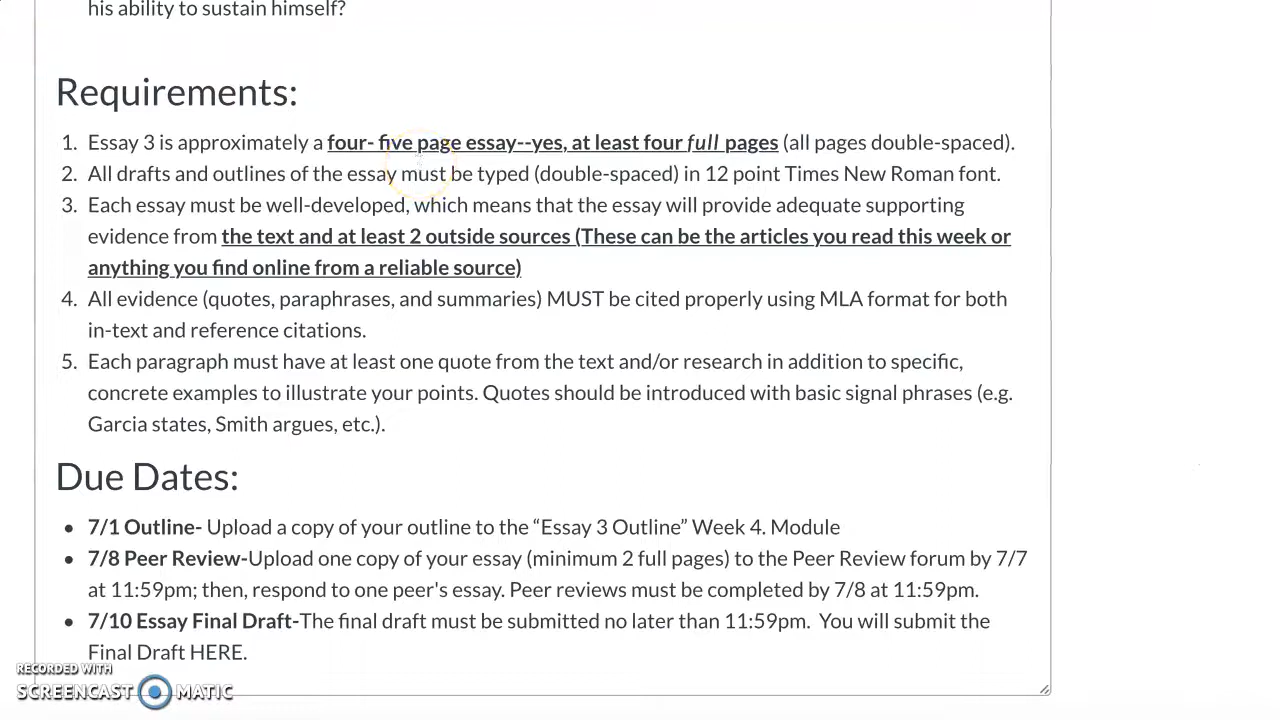 his ability to sustain himself?
Requirements:
1. Essay 3 is approximately a four- five page essay--yes, at least four full pages (all pages double-spaced).
2. All drafts and outlines of the essay must be typed (double-spaced) in 12 point Times New Roman font.
3. Each essay must be well-developed, which means that the essay will provide adequate supporting
evidence from the text and at least 2 outside sources (These can be the articles you read this week or
anything you find online from a reliable source)
4. All evidence (quotes, paraphrases, and summaries) MUST be cited properly using MLA format for both
in-text and reference citations.
5. Each paragraph must have at least one quote from the text and/or research in addition to specific,
concrete examples to illustrate your points. Quotes should be introduced with basic signal phrases (e.g.
Garcia states, Smith argues, etc.).
Due Dates:
• 7/1 Outline- Upload a copy of your outline to the “Essay 3 Outline” Week 4. Module
• 7/8 Peer Review-Upload one copy of your essay (minimum 2 full pages) to the Peer Review forum by 7/7
at 11:59pm; then, respond to one peer's essay. Peer reviews must be completed by 7/8 at 11:59pm.
• 7/10 Essay Final Draft-The final draft must be submitted no later than 11:59pm.  You will submit the
Final Draft HERE.
RECORDED WITH
SCREENCAST MATIC